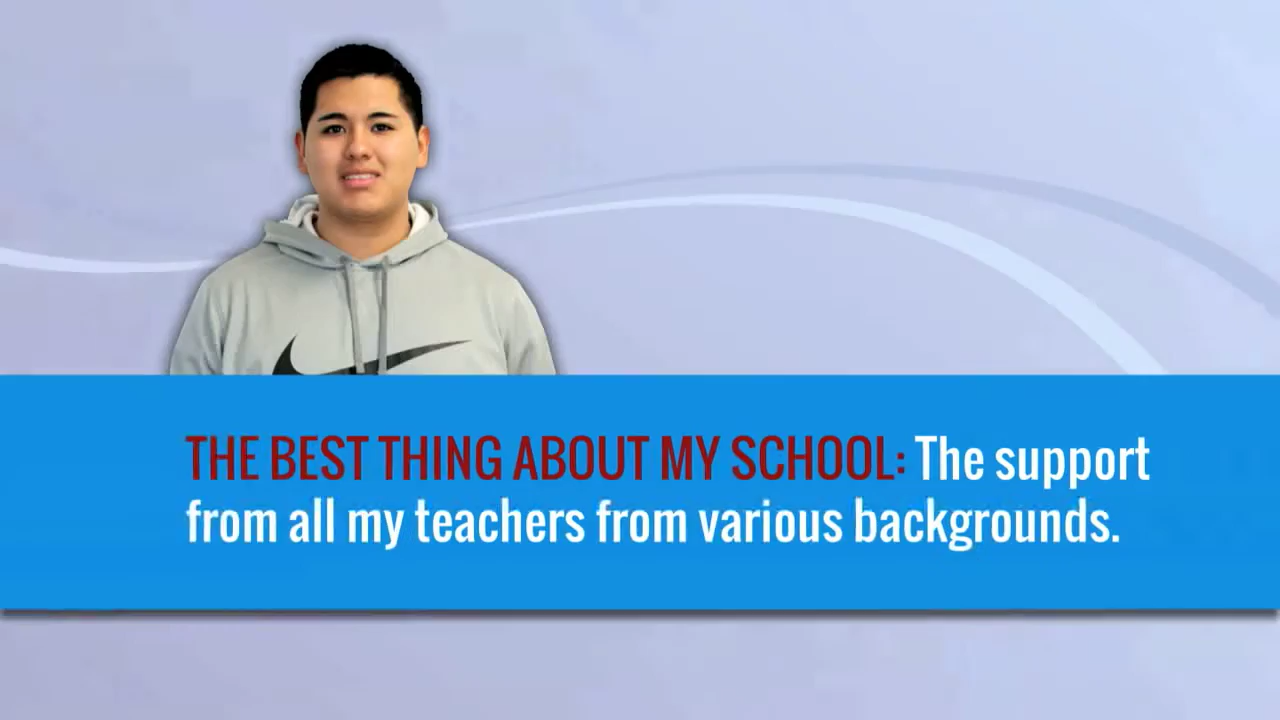 THE BEST THING ABOUT MY SCHOOL: The support
from all my teachers from various backgrounds.